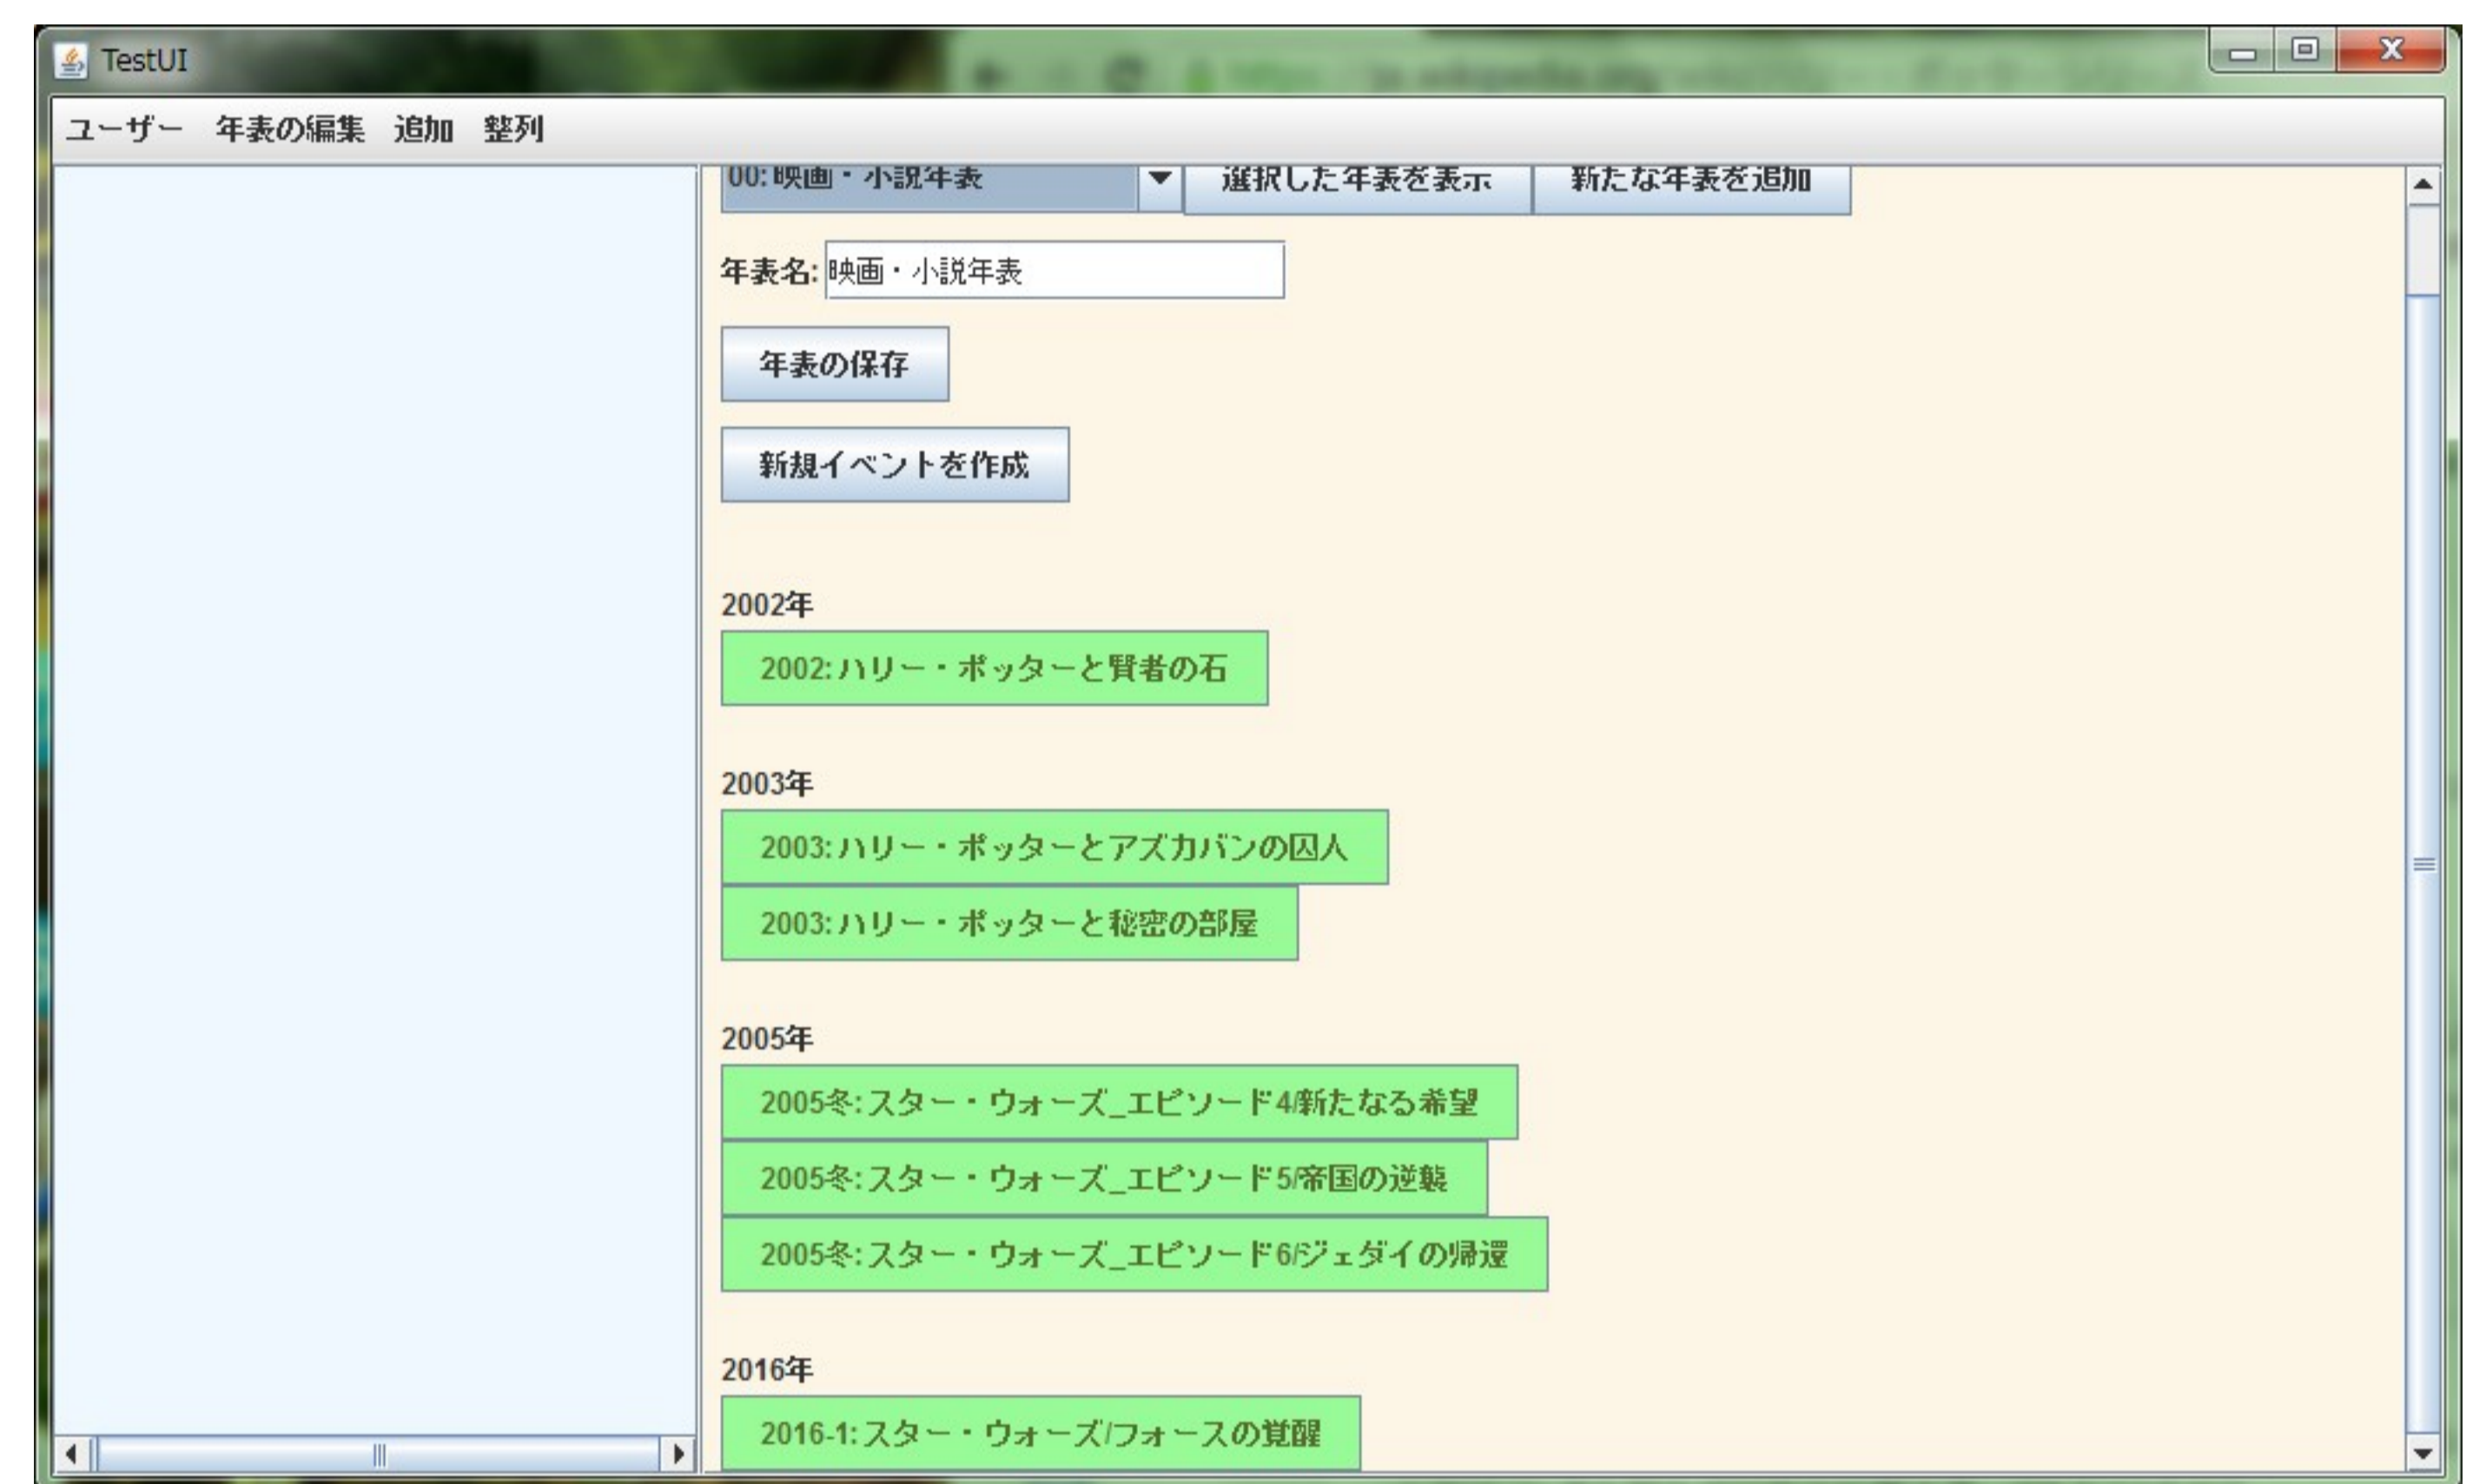 TestUI
ユーザー 年表の編集 追加 整列
00:映画・小説年表 選択した年表を表示 新たな年表を追加
年表名: 映画・小説年表
年表の保存
新規イベントを作成
2002年
2002:ハリー・ポッターと賢者の石
2003年
2003:ハリー・ポッターとアズカバンの囚人
2003:ハリー・ポッターと秘密の部屋
2005年
2005冬:スター・ウォーズ_エピソード4/新たなる希望
2005冬:スター・ウォーズ_エピソード5/帝国の逆襲
2005冬:スター・ウォーズ_エピソード6/ジェダイの帰還
2016年
2016-1:スター・ウォーズ/フォースの覚醒